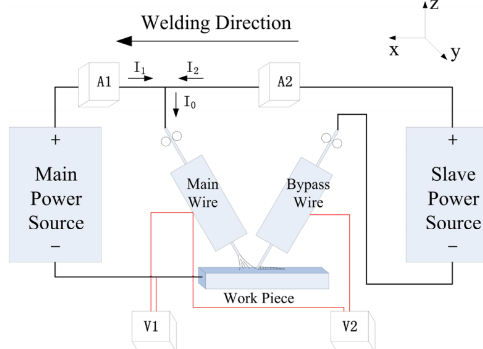 Welding Direction
z
x
y
A1
I₁
I₂
A2
I₀
+
Main
Power
Source
−
Main
Wire
Bypass
Wire
+
Slave
Power
Source
−
Work Piece
V1
V2